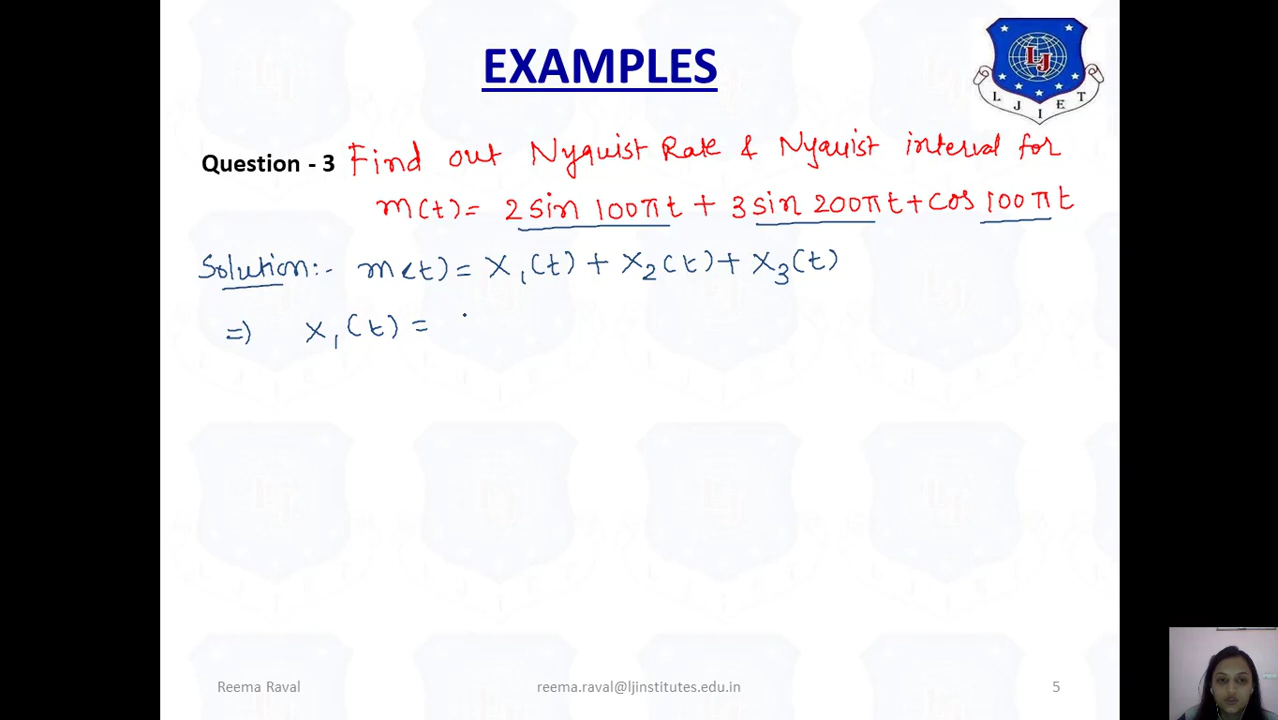 EXAMPLES
L J I E T
LJ
Question - 3 Find out Nyquist Rate & Nyquist interval for
m(t) = 2 sin 100πt + 3 sin 200πt + cos 100πt
Solution:- m(t) = x₁(t) + x₂(t) + x₃(t)
=) x₁(t) =
Reema Raval reema.raval@ljinstitutes.edu.in 5